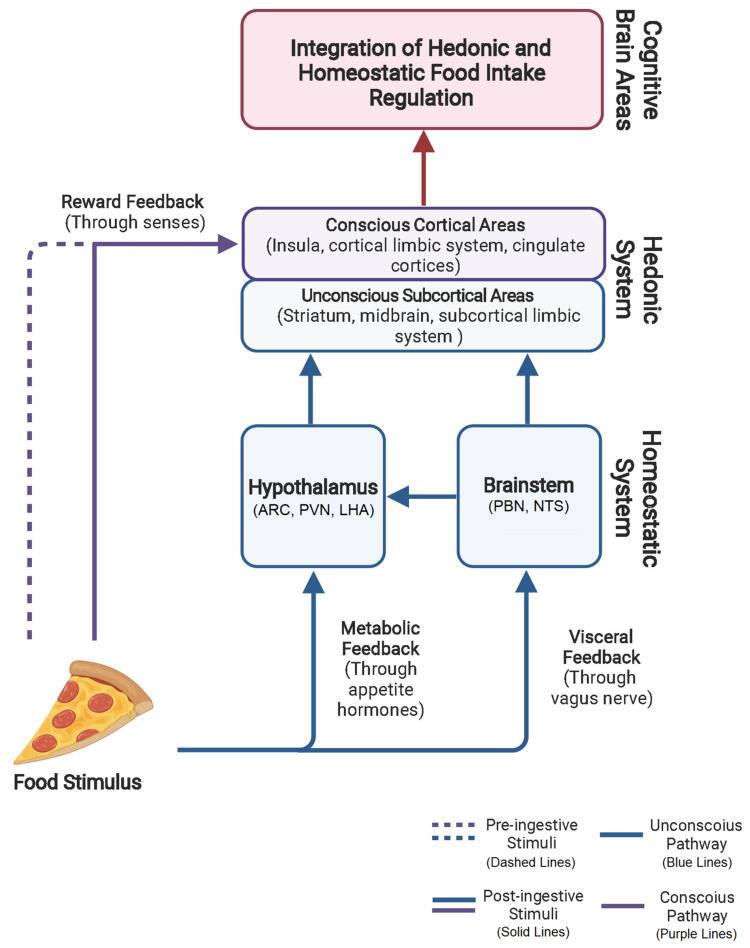 Integration of Hedonic and
Homeostatic Food Intake
Regulation
Cognitive
Brain Areas
Reward Feedback
(Through senses)
Conscious Cortical Areas
(Insula, cortical limbic system, cingulate
cortices)
Unconscious Subcortical Areas
(Striatum, midbrain, subcortical limbic
system )
Hedonic
System
Hypothalamus
(ARC, PVN, LHA)
Brainstem
(PBN, NTS)
Homeostatic
System
Metabolic
Feedback
(Through
appetite
hormones)
Visceral
Feedback
(Through
vagus nerve)
Food Stimulus
Pre-ingestive
Stimuli
(Dashed Lines)
Unconscoius
Pathway
(Blue Lines)
Post-ingestive
Stimuli
(Solid Lines)
Conscoius
Pathway
(Purple Lines)